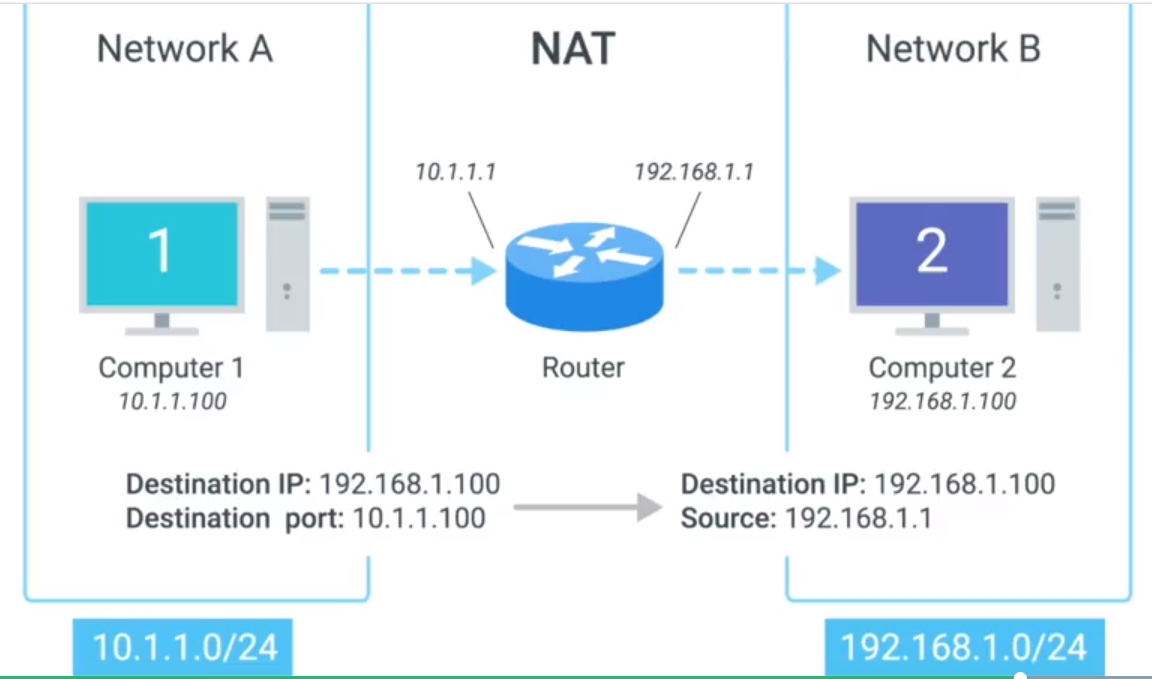 Network A
NAT
Network B
10.1.1.1
192.168.1.1
1
2
Computer 1
10.1.1.100
Router
Computer 2
192.168.1.100
Destination IP: 192.168.1.100
Destination port: 10.1.1.100
Destination IP: 192.168.1.100
Source: 192.168.1.1
10.1.1.0/24
192.168.1.0/24